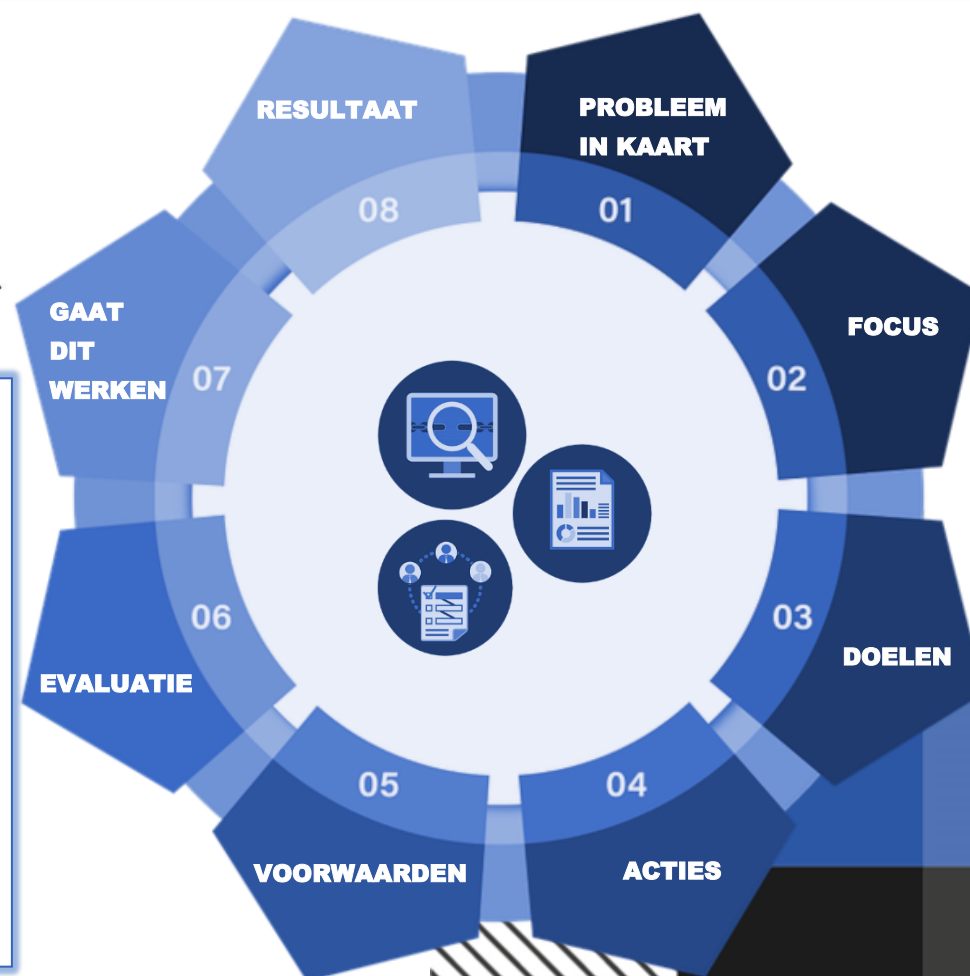 01
PROBLEEM
IN KAART
02
FOCUS
03
DOELEN
04
ACTIES
05
VOORWAARDEN
06
EVALUATIE
07
GAAT
DIT
WERKEN
08
RESULTAAT